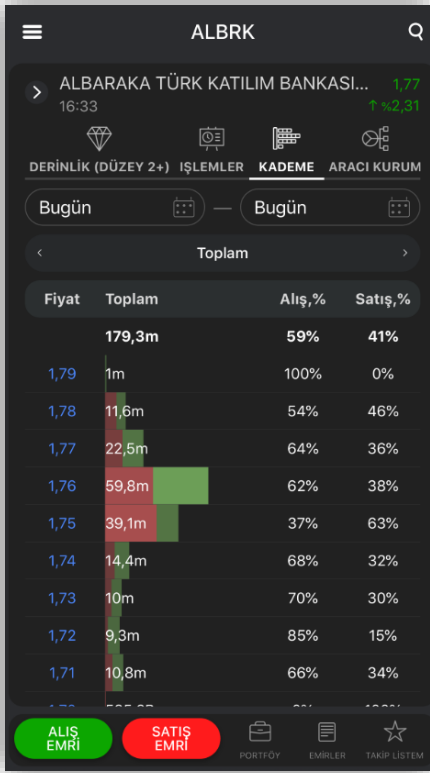 ALBRK
ALBARAKA TÜRK KATILIM BANKASI... 1,77
16:33 ↑ %2,31
DERİNLİK (DÜZEY 2+) IŞLEMLER KADEME ARACI KURUM
Bugün — Bugün
‹ Toplam ›
Fiyat Toplam Alış,% Satış,%
179,3m 59% 41%
1,79 1m 100% 0%
1,78 11,6m 54% 46%
1,77 22,5m 64% 36%
1,76 59,8m 62% 38%
1,75 39,1m 37% 63%
1,74 14,4m 68% 32%
1,73 10m 70% 30%
1,72 9,3m 85% 15%
1,71 10,8m 66% 34%
ALIŞ EMRİ SATIŞ EMRİ PORTFÖY EMİRLER TAKİP LİSTEM